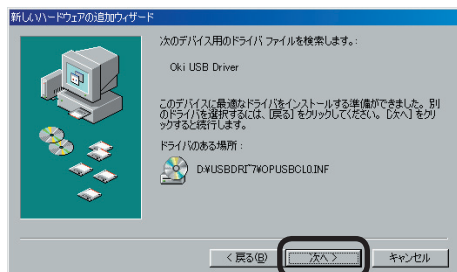 新しいハードウェアの追加ウィザード
次のデバイス用のドライバ ファイルを検索します。:
Oki USB Driver
このデバイスに最適なドライバをインストールする準備ができました。別
のドライバを選択するには、[戻る] をクリックしてください。[次へ] をクリ
ックすると続行します。
ドライバのある場所:
D:¥USBDRI~7¥OPUSBCL0.INF
< 戻る(B)
次へ >
キャンセル